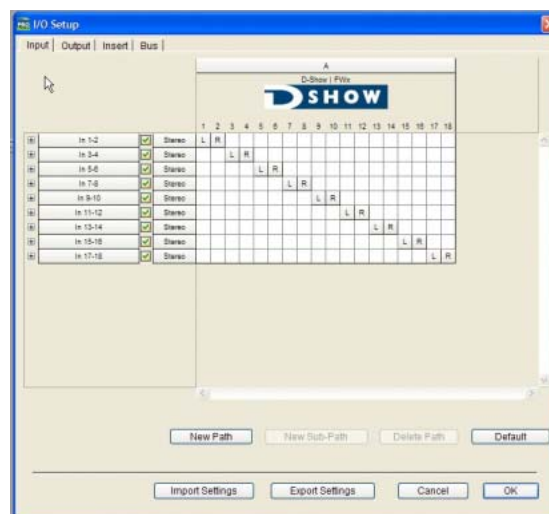 I/O Setup
Input Output Insert Bus
A
D-Show | FWx
D SHOW
1 2 3 4 5 6 7 8 9 10 11 12 13 14 15 16 17 18
In 1-2 Stereo L R
In 3-4 Stereo L R
In 5-6 Stereo L R
In 7-8 Stereo L R
In 9-10 Stereo L R
In 11-12 Stereo L R
In 13-14 Stereo L R
In 15-16 Stereo L R
In 17-18 Stereo L R
New Path New Sub-Path Delete Path Default
Import Settings Export Settings Cancel OK